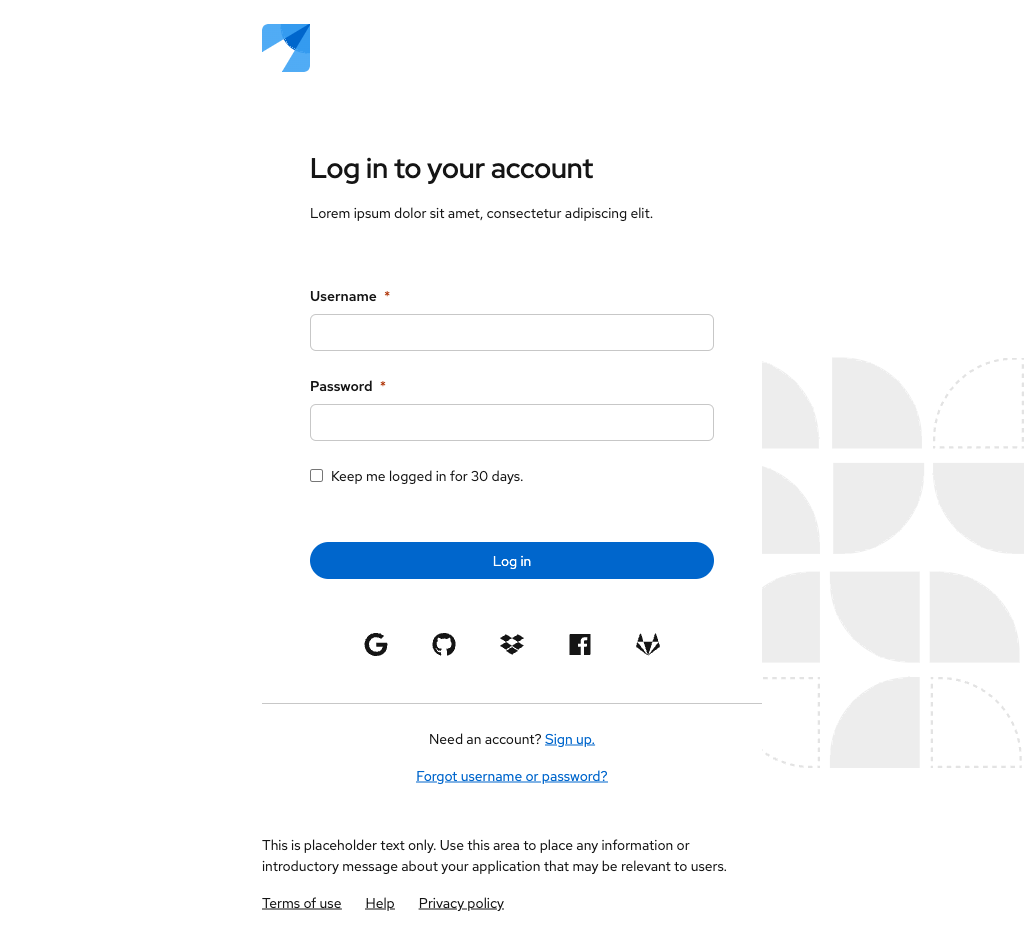 Log in to your account
Lorem ipsum dolor sit amet, consectetur adipiscing elit.
Username *
Password *
Keep me logged in for 30 days.
Log in
Need an account? Sign up.
Forgot username or password?
This is placeholder text only. Use this area to place any information or
introductory message about your application that may be relevant to users.
Terms of use Help Privacy policy